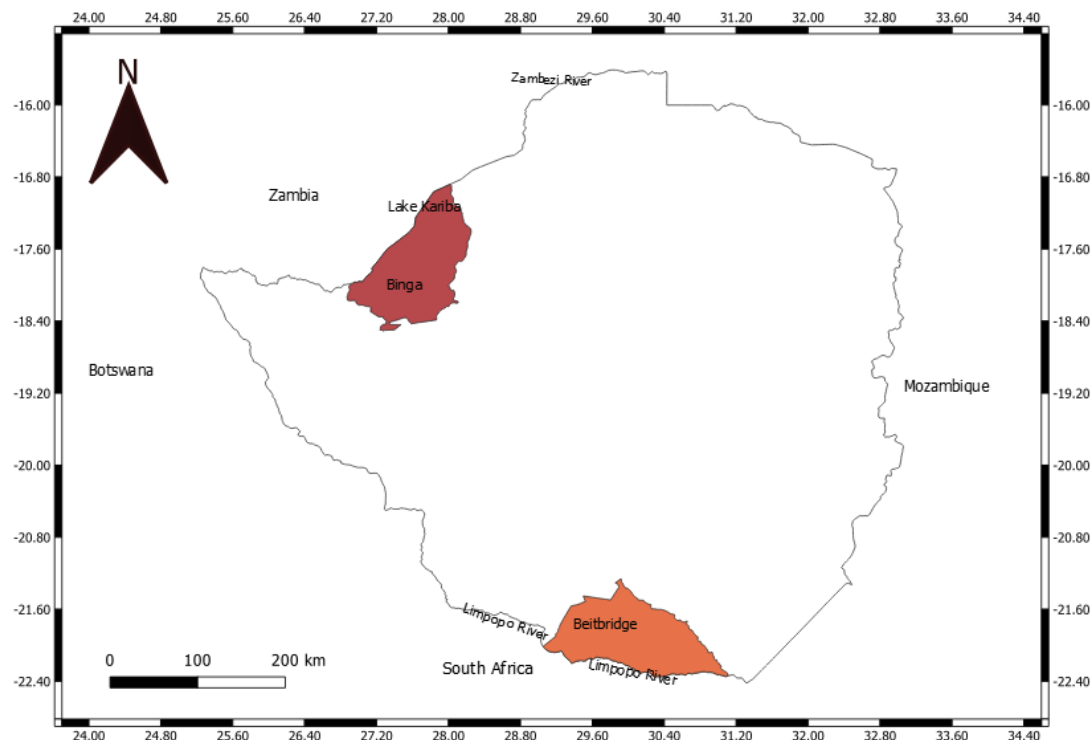 24.00 24.80 25.60 26.40 27.20 28.00 28.80 29.60 30.40 31.20 32.00 32.80 33.60 34.40
N
Zambezi River
-16.00 -16.00
-16.80 -16.80
Zambia
Lake Kariba
-17.60 -17.60
Binga
-18.40 -18.40
Botswana
-19.20 -19.20
Mozambique
-20.00 -20.00
-20.80 -20.80
-21.60 -21.60
Limpopo River
Beitbridge
South Africa
Limpopo River
0 100 200 km
-22.40 -22.40
24.00 24.80 25.60 26.40 27.20 28.00 28.80 29.60 30.40 31.20 32.00 32.80 33.60 34.40